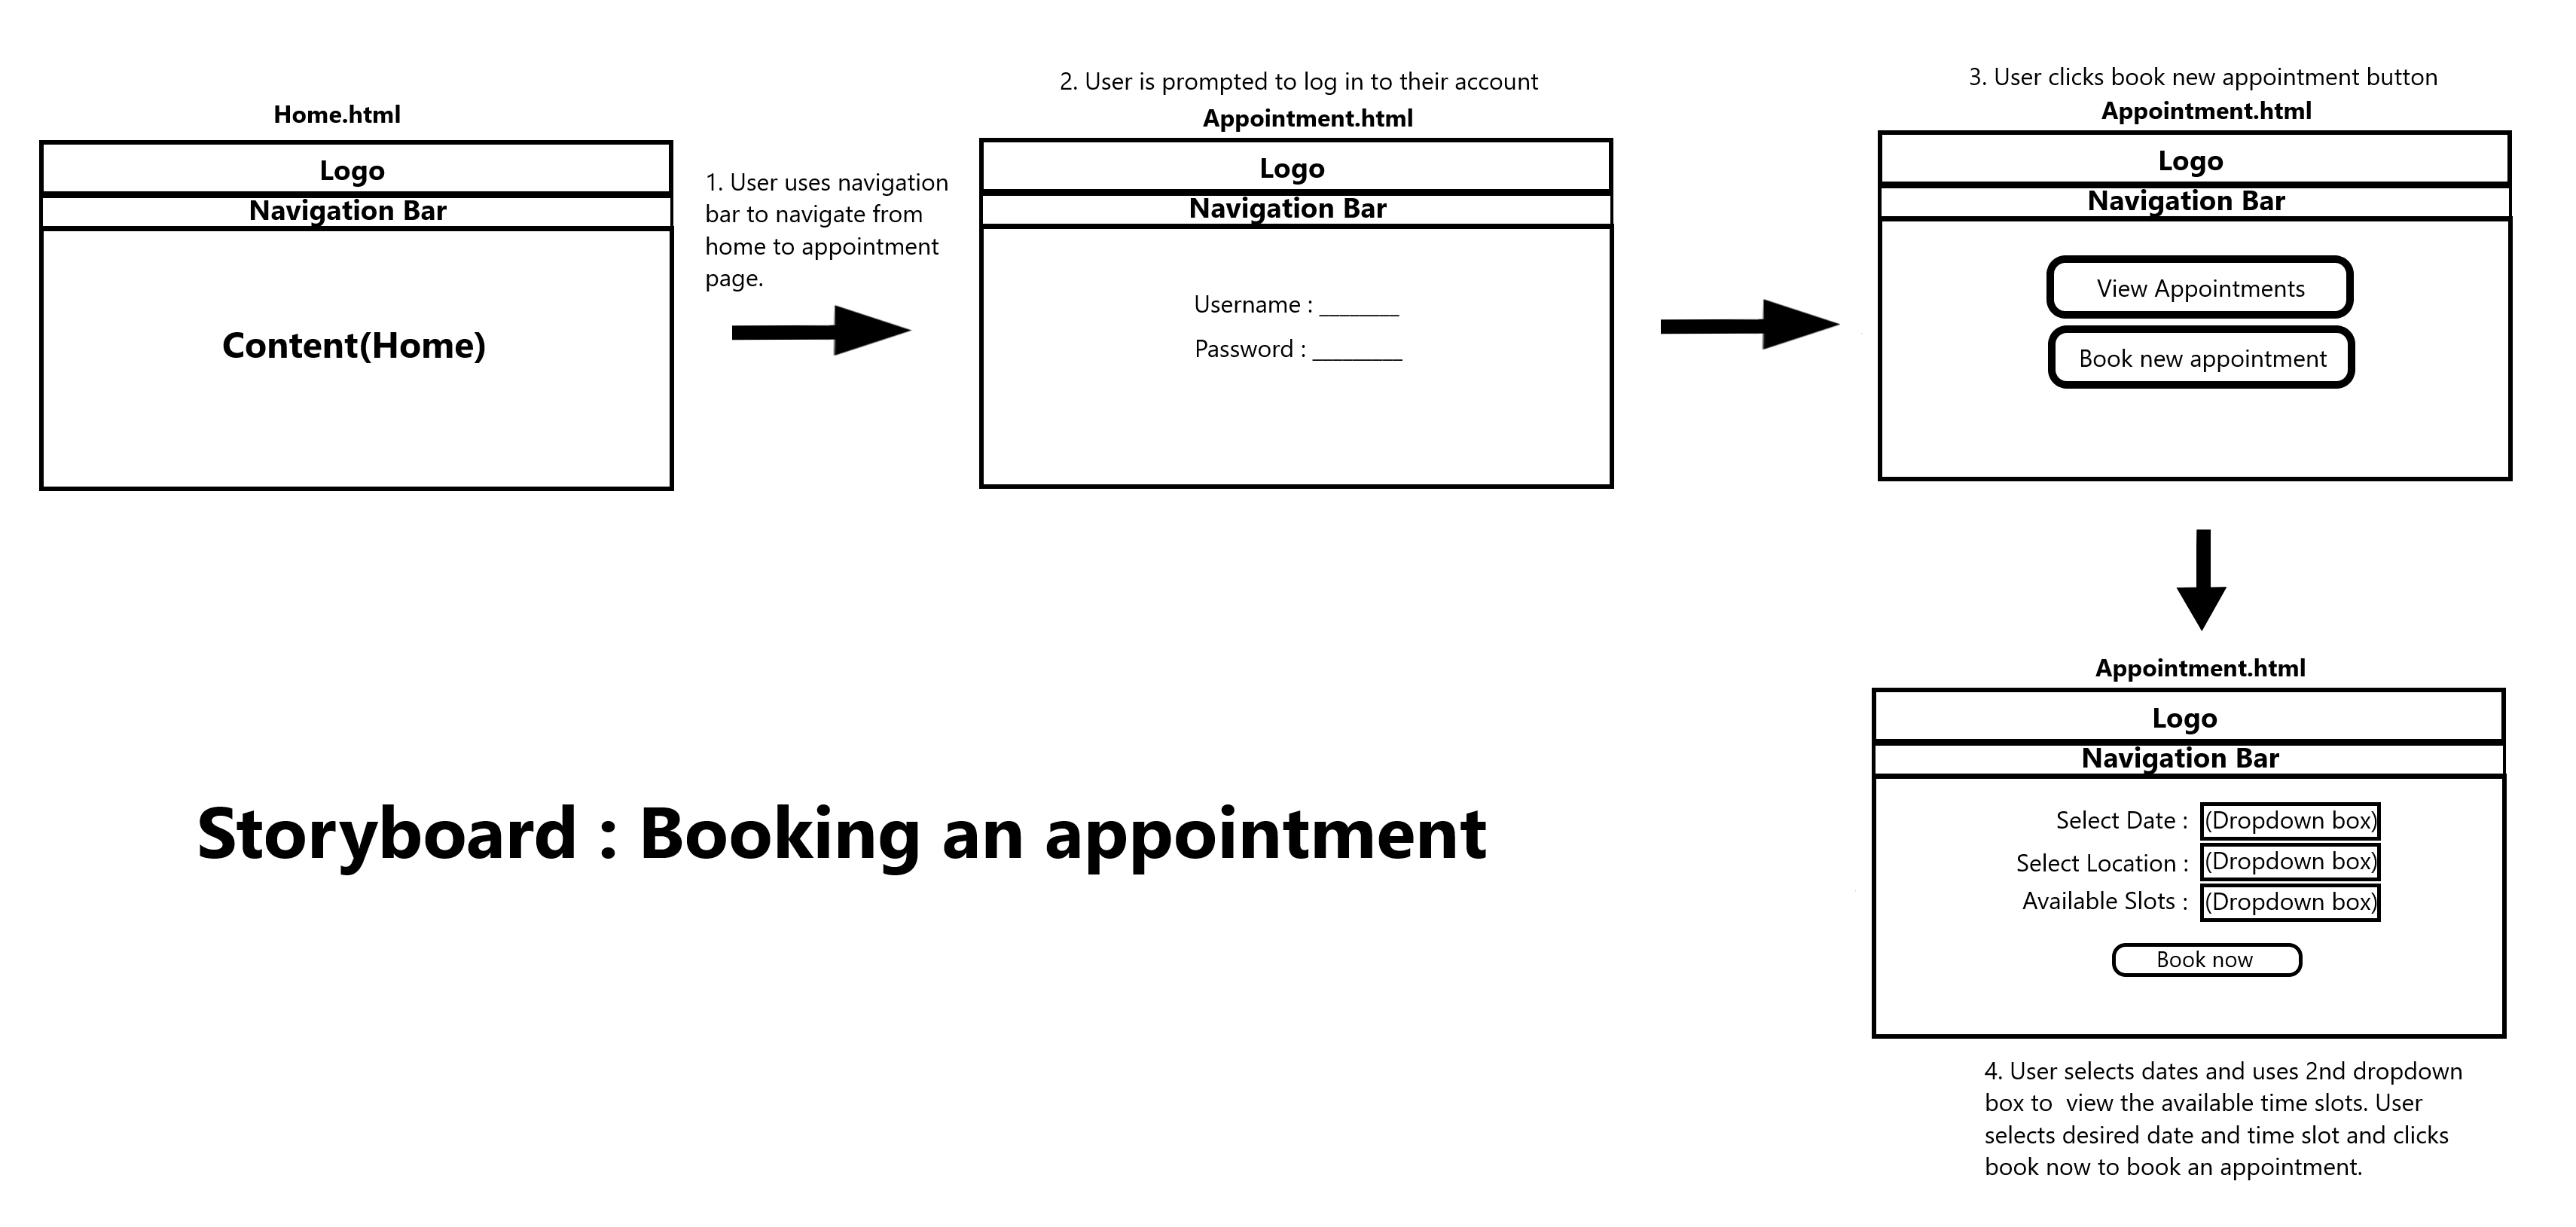 Home.html
Logo
Navigation Bar
Content(Home)
1. User uses navigation
bar to navigate from
home to appointment
page.
2. User is prompted to log in to their account
Appointment.html
Logo
Navigation Bar
Username : _______
Password : ________
3. User clicks book new appointment button
Appointment.html
Logo
Navigation Bar
View Appointments
Book new appointment
Appointment.html
Logo
Navigation Bar
Select Date : (Dropdown box)
Select Location : (Dropdown box)
Available Slots : (Dropdown box)
Book now
4. User selects dates and uses 2nd dropdown
box to view the available time slots. User
selects desired date and time slot and clicks
book now to book an appointment.
Storyboard : Booking an appointment